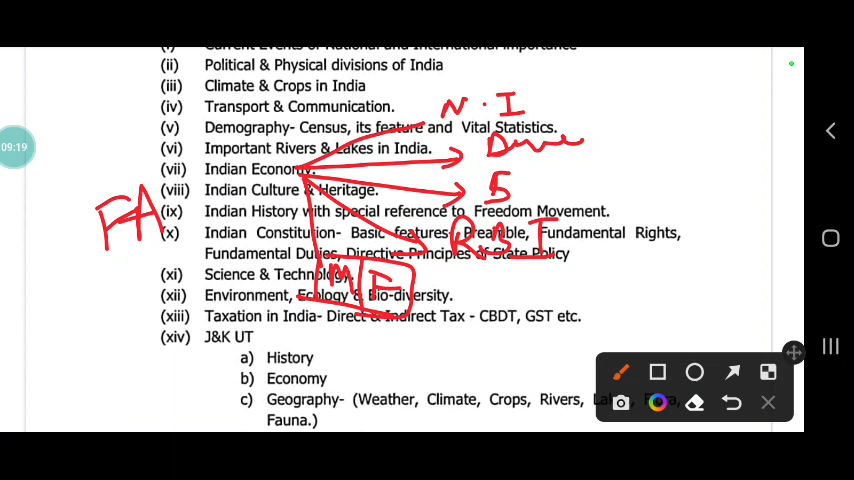 (i) Current Events of National and International importance
(ii) Political & Physical divisions of India
(iii) Climate & Crops in India
(iv) Transport & Communication.
N.I
(v) Demography- Census, its feature and Vital Statistics.
(vi) Important Rivers & Lakes in India.
09:19
(vii) Indian Economy.
(viii) Indian Culture & Heritage.
5
FA
(ix) Indian History with special reference to Freedom Movement.
(x) Indian Constitution- Basic features- Preamble, Fundamental Rights,
RBI
Fundamental Duties, Directive Principles of State Policy
(xi) Science & Technology.
M F
(xii) Environment, Ecology & Bio-diversity.
(xiii) Taxation in India- Direct & Indirect Tax - CBDT, GST etc.
(xiv) J&K UT
a) History
b) Economy
c) Geography- (Weather, Climate, Crops, Rivers,
Fauna.)